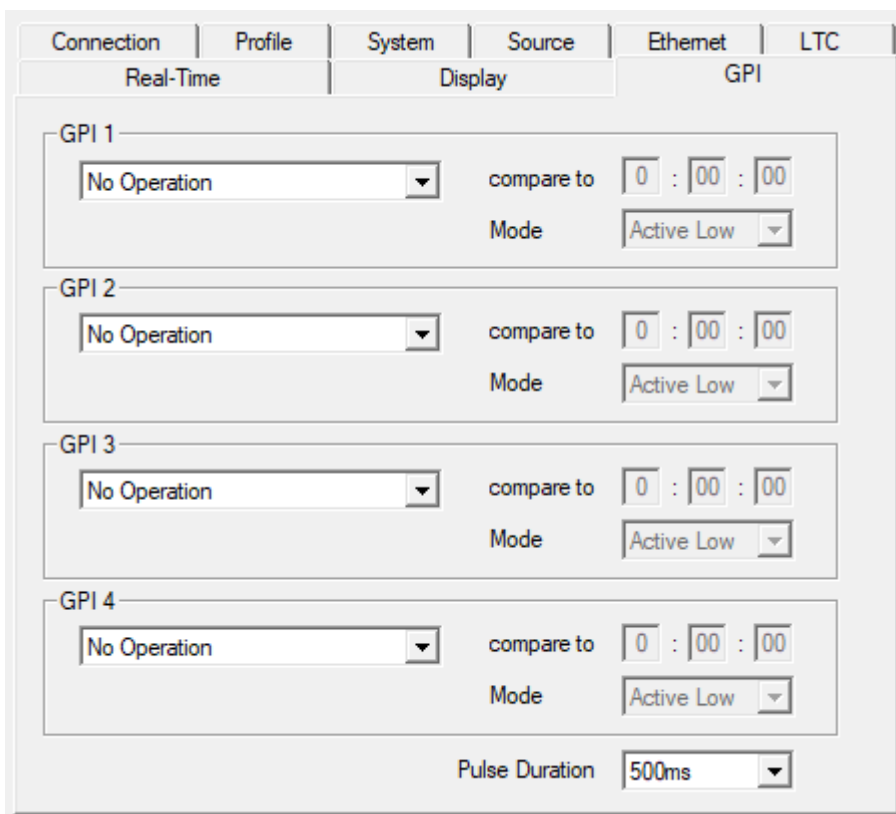 Connection Profile System Source Ethernet LTC
Real-Time Display GPI
GPI 1
No Operation compare to 0 : 00 : 00
Mode Active Low
GPI 2
No Operation compare to 0 : 00 : 00
Mode Active Low
GPI 3
No Operation compare to 0 : 00 : 00
Mode Active Low
GPI 4
No Operation compare to 0 : 00 : 00
Mode Active Low
Pulse Duration 500ms